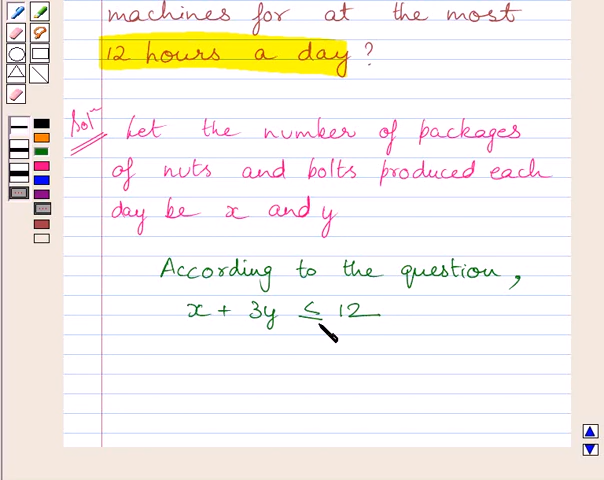 machines for at the most
12 hours a day ?
Sol
Let the number of packages
of nuts and bolts produced each
day be x and y
According to the question,
x + 3y ≤ 12